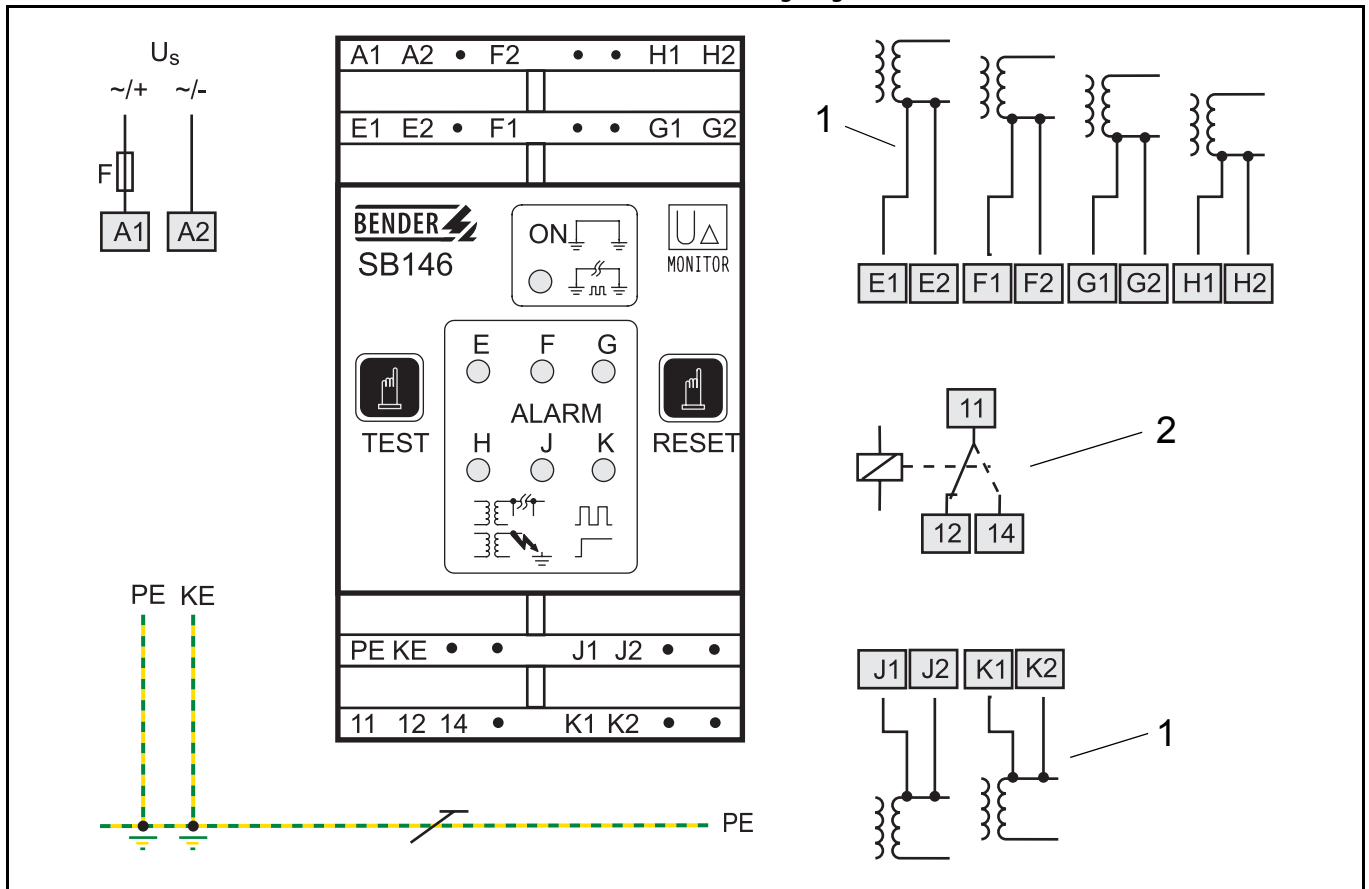 Us
~/+ ~/-
F
A1 A2
A1 A2 • F2 • • H1 H2
E1 E2 • F1 • • G1 G2
BENDER
SB146
ON
U
MONITOR
E F G
ALARM
TEST
RESET
H J K
PE KE • • J1 J2 • •
11 12 14 • K1 K2 • •
PE KE
PE
1
E1 E2 F1 F2 G1 G2 H1 H2
11
2
12 14
J1 J2 K1 K2
1